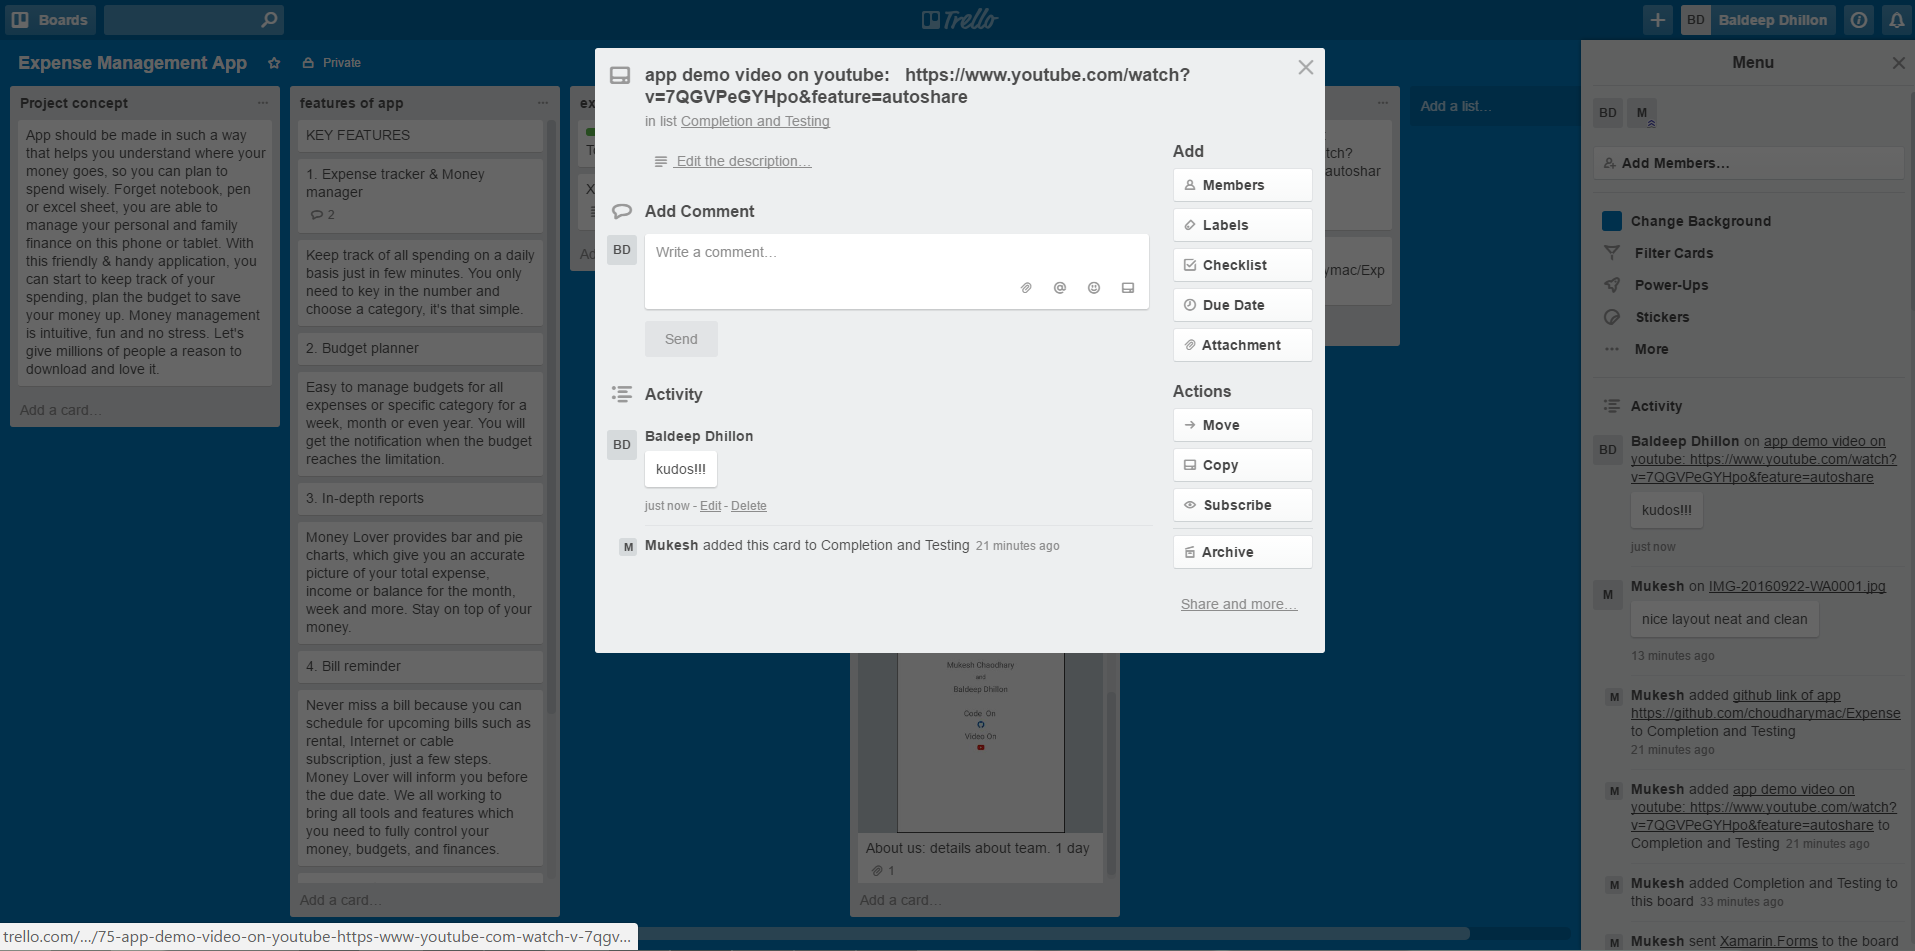 Boards
Trello
BD Baldeep Dhillon
Expense Management App
Private
Project concept
App should be made in such a way
that helps you understand where your
money goes, so you can plan to
spend wisely. Forget notebook, pen
or excel sheet, you are able to
manage your personal and family
finance on this phone or tablet. With
this friendly & handy application, you
can start to keep track of your
spending, plan the budget to save
your money up. Money management
is intuitive, fun and no stress. Let's
give millions of people a reason to
download and love it.
Add a card…
features of app
KEY FEATURES
1. Expense tracker & Money
manager
2
Keep track of all spending on a daily
basis just in few minutes. You only
need to key in the number and
choose a category, it's that simple.
2. Budget planner
Easy to manage budgets for all
expenses or specific category for a
week, month or even year. You will
get the notification when the budget
reaches the limitation.
3. In-depth reports
Money Lover provides bar and pie
charts, which give you an accurate
picture of your total expense,
income or balance for the month,
week and more. Stay on top of your
money.
4. Bill reminder
Never miss a bill because you can
schedule for upcoming bills such as
rental, Internet or cable
subscription, just a few steps.
Money Lover will inform you before
the due date. We all working to
bring all tools and features which
you need to fully control your
money, budgets, and finances.
Add a card…
app demo video on youtube: https://www.youtube.com/watch?
v=7QGVPeGYHpo&feature=autoshare
in list Completion and Testing
Edit the description…
Add Comment
BD
Write a comment…
Send
Activity
BD
Baldeep Dhillon
kudos!!!
just now - Edit - Delete
M Mukesh added this card to Completion and Testing 21 minutes ago
Add
Members
Labels
Checklist
Due Date
Attachment
Actions
Move
Copy
Subscribe
Archive
Share and more…
Mukesh Choudhary
and
Baldeep Dhillon
Code On
Video On
About us: details about team. 1 day
1
Add a card…
tch?
autoshar
ymac/Exp
Add a list…
Menu
BD M
Add Members…
Change Background
Filter Cards
Power-Ups
Stickers
More
Activity
BD
Baldeep Dhillon on app demo video on
youtube: https://www.youtube.com/watch?
v=7QGVPeGYHpo&feature=autoshare
kudos!!!
just now
M
Mukesh on IMG-20160922-WA0001.jpg
nice layout neat and clean
13 minutes ago
M Mukesh added github link of app
https://github.com/choudharymac/Expense
to Completion and Testing
21 minutes ago
M Mukesh added app demo video on
youtube: https://www.youtube.com/watch?
v=7QGVPeGYHpo&feature=autoshare to
Completion and Testing 21 minutes ago
M Mukesh added Completion and Testing to
this board 33 minutes ago
M Mukesh sent Xamarin.Forms to the board
trello.com/.../75-app-demo-video-on-youtube-https-www-youtube-com-watch-v-7qgv...